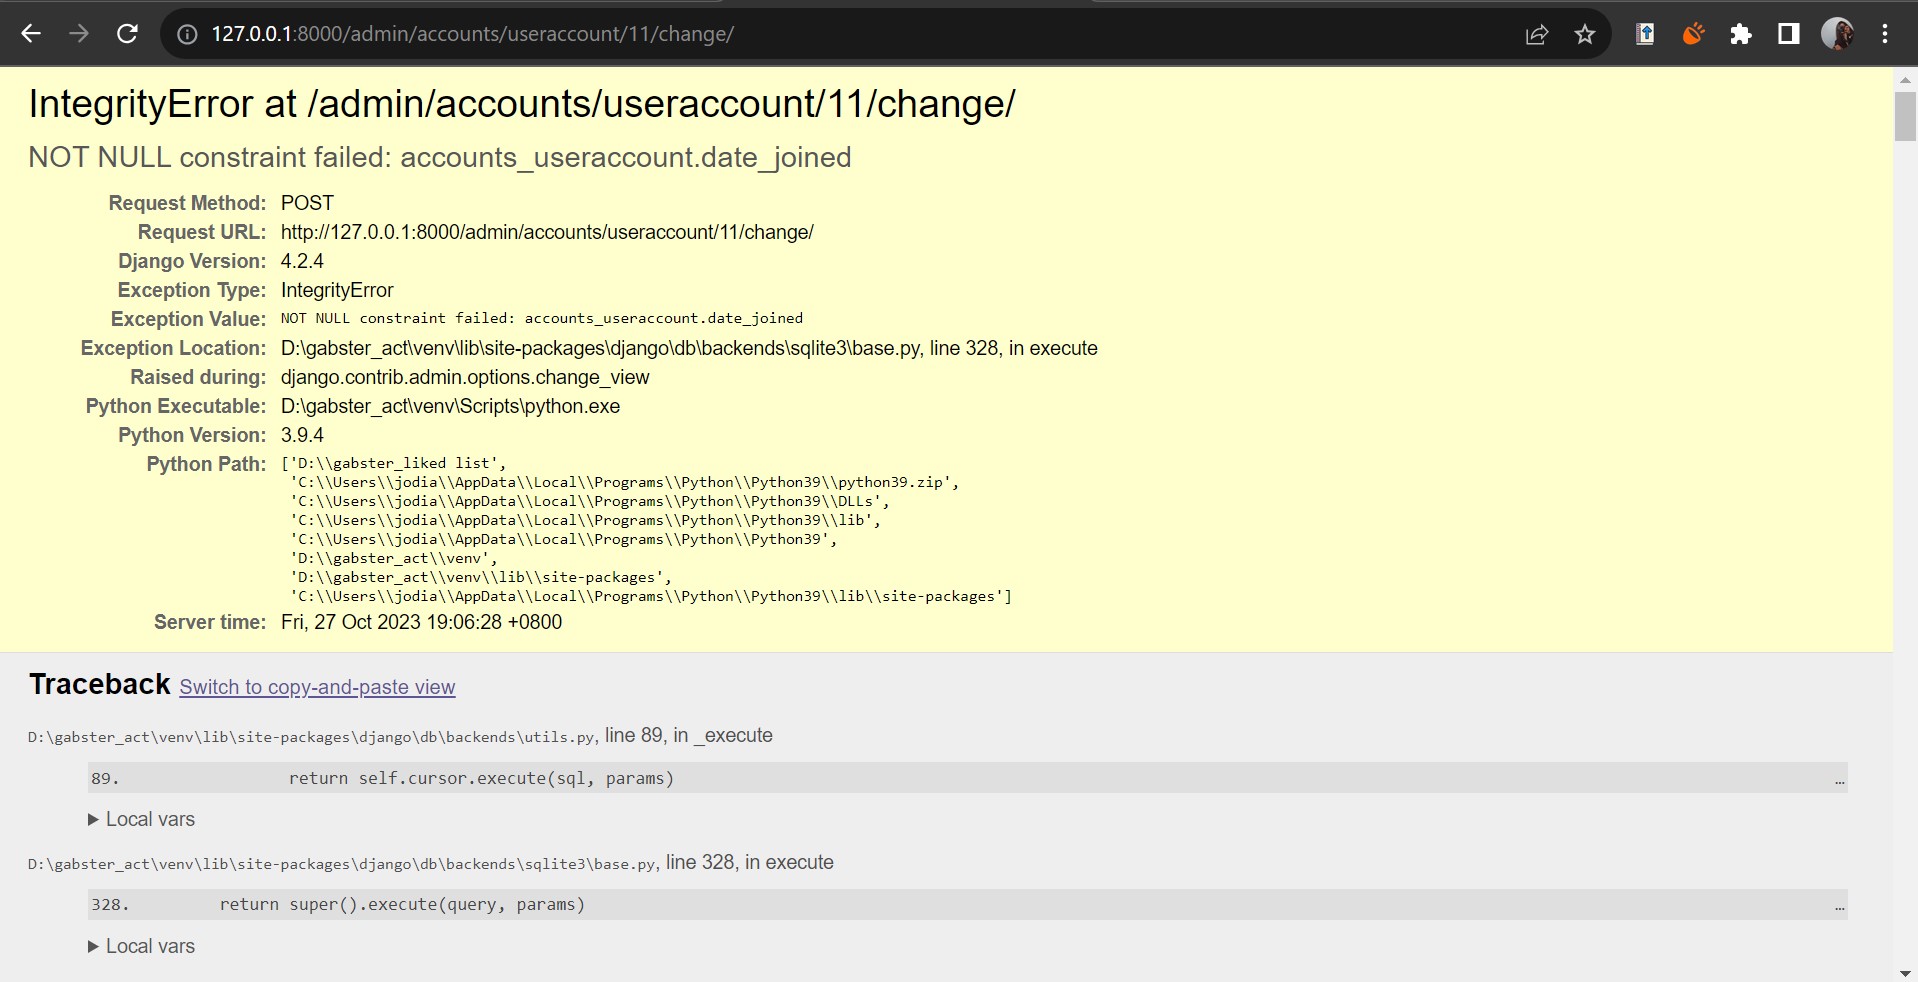 127.0.0.1:8000/admin/accounts/useraccount/11/change/
IntegrityError at /admin/accounts/useraccount/11/change/
NOT NULL constraint failed: accounts_useraccount.date_joined
Request Method: POST
Request URL: http://127.0.0.1:8000/admin/accounts/useraccount/11/change/
Django Version: 4.2.4
Exception Type: IntegrityError
Exception Value: NOT NULL constraint failed: accounts_useraccount.date_joined
Exception Location: D:\gabster_act\venv\lib\site-packages\django\db\backends\sqlite3\base.py, line 328, in execute
Raised during: django.contrib.admin.options.change_view
Python Executable: D:\gabster_act\venv\Scripts\python.exe
Python Version: 3.9.4
Python Path: ['D:\\gabster_liked list',
'C:\\Users\\jodia\\AppData\\Local\\Programs\\Python\\Python39\\python39.zip',
'C:\\Users\\jodia\\AppData\\Local\\Programs\\Python\\Python39\\DLLs',
'C:\\Users\\jodia\\AppData\\Local\\Programs\\Python\\Python39\\lib',
'C:\\Users\\jodia\\AppData\\Local\\Programs\\Python\\Python39',
'D:\\gabster_act\\venv',
'D:\\gabster_act\\venv\\lib\\site-packages',
'C:\\Users\\jodia\\AppData\\Local\\Programs\\Python\\Python39\\lib\\site-packages']
Server time: Fri, 27 Oct 2023 19:06:28 +0800
Traceback Switch to copy-and-paste view
D:\gabster_act\venv\lib\site-packages\django\db\backends\utils.py, line 89, in _execute
89. return self.cursor.execute(sql, params) …
▶ Local vars
D:\gabster_act\venv\lib\site-packages\django\db\backends\sqlite3\base.py, line 328, in execute
328. return super().execute(query, params) …
▶ Local vars